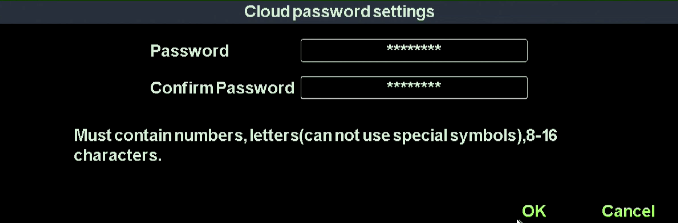 Cloud password settings
Password ********
Confirm Password ********
Must contain numbers, letters(can not use special symbols),8-16
characters.
OK Cancel